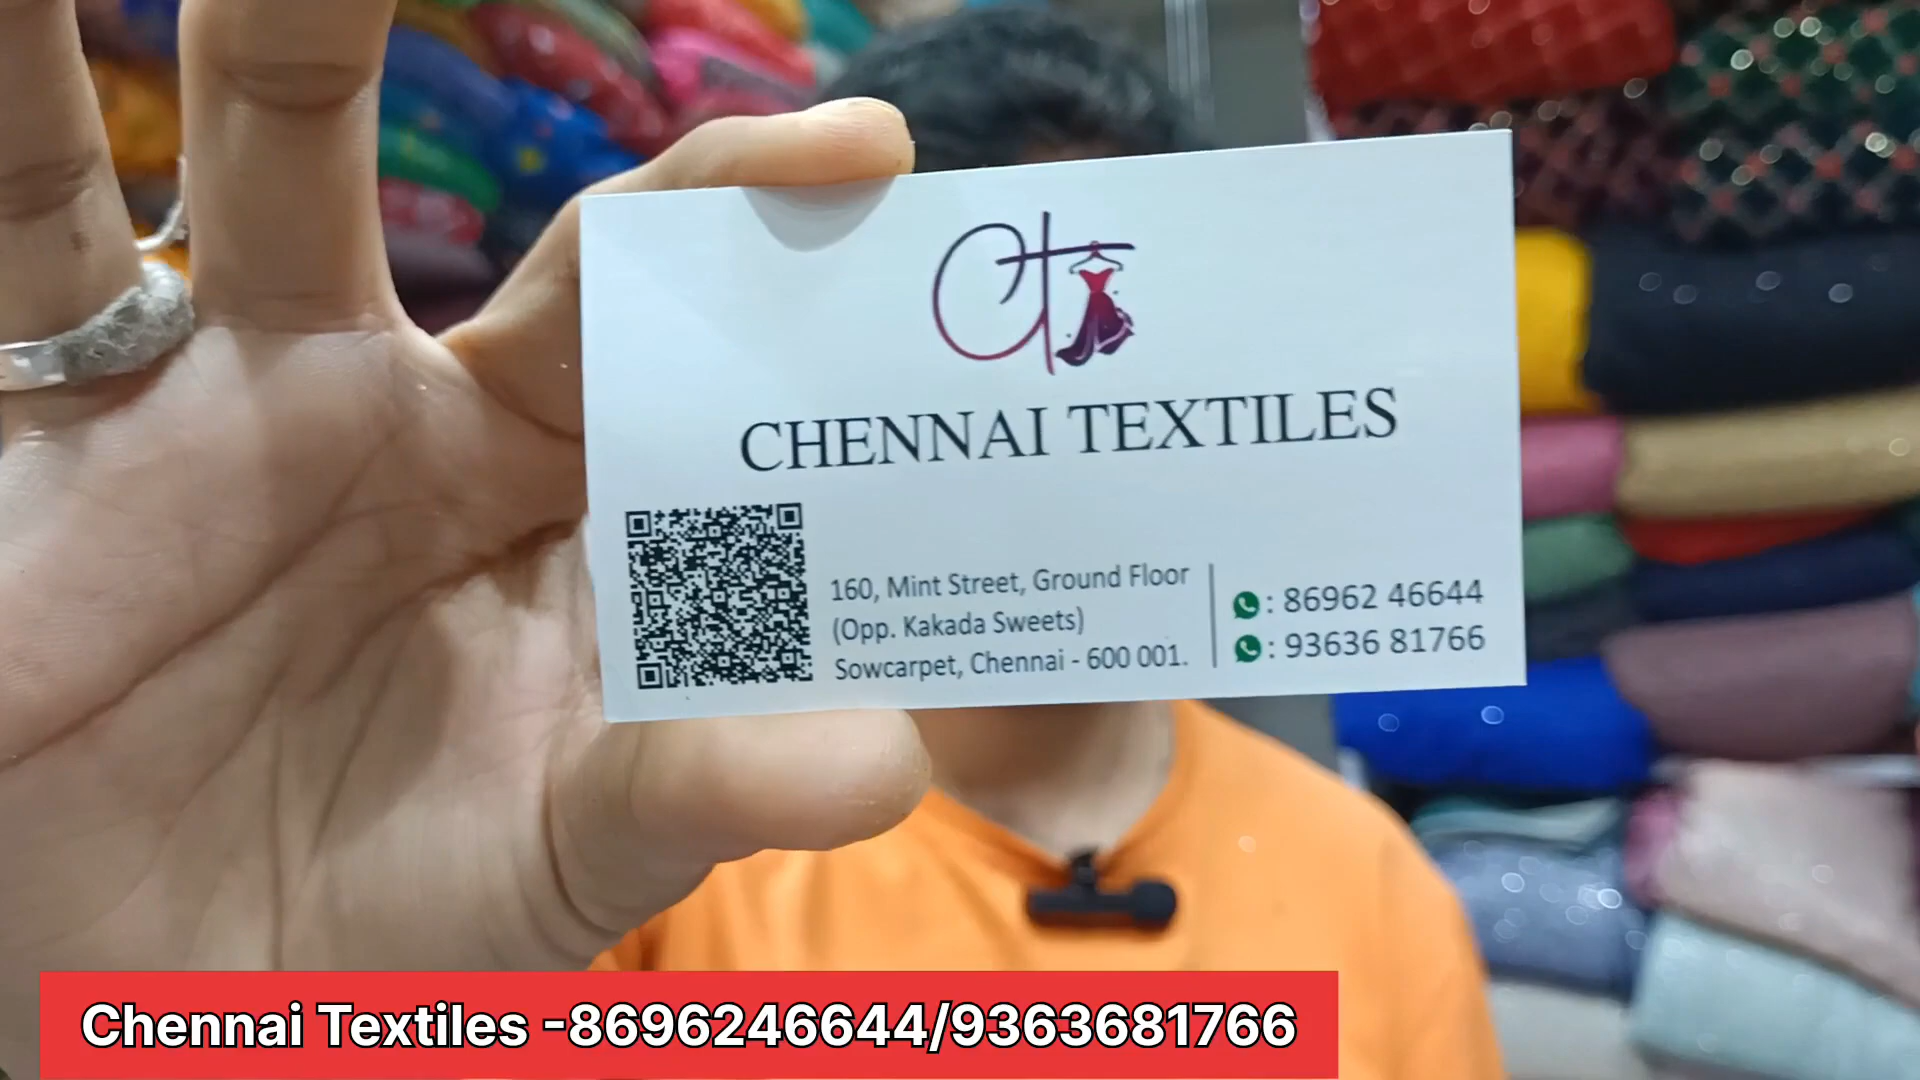 Ct
CHENNAI TEXTILES
160, Mint Street, Ground Floor
(Opp. Kakada Sweets)
Sowcarpet, Chennai - 600 001.
: 86962 46644
: 93636 81766
Chennai Textiles -8696246644/9363681766